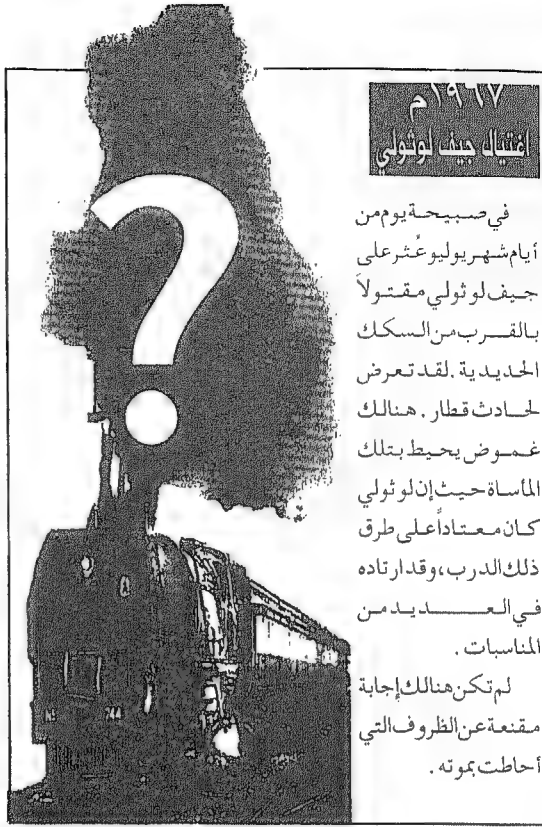 ١٩٦٧م
اغتيال جيف لوثولي
في صبيحة يوم من
أيام شهر يوليو عُثر على
جيف لوثولي مقتولاً
بالقرب من السكك
الحديدية. لقد تعرض
لحادث قطار. هنالك
غموض يحيط بتلك
المأساة حيث إن لوثولي
كان معتاداً على طرق
ذلك الدرب، وقد ارتاده
في العديد من
المناسبات.
لم تكن هنالك إجابة
مقنعة عن الظروف التي
أحاطت بموته.
?